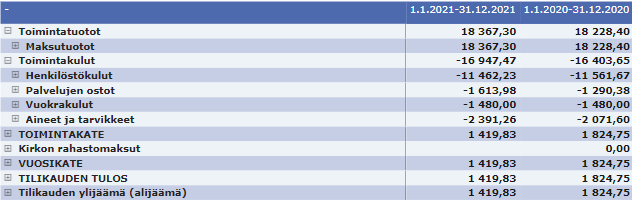 - 1.1.2021-31.12.2021 1.1.2020-31.12.2020
Toimintatuotot 18 367,30 18 228,40
Maksutuotot 18 367,30 18 228,40
Toimintakulut -16 947,47 -16 403,65
Henkilöstökulut -11 462,23 -11 561,67
Palvelujen ostot -1 613,98 -1 290,38
Vuokrakulut -1 480,00 -1 480,00
Aineet ja tarvikkeet -2 391,26 -2 071,60
TOIMINTAKATE 1 419,83 1 824,75
Kirkon rahastomaksut 0,00
VUOSIKATE 1 419,83 1 824,75
TILIKAUDEN TULOS 1 419,83 1 824,75
Tilikauden ylijäämä (alijäämä) 1 419,83 1 824,75